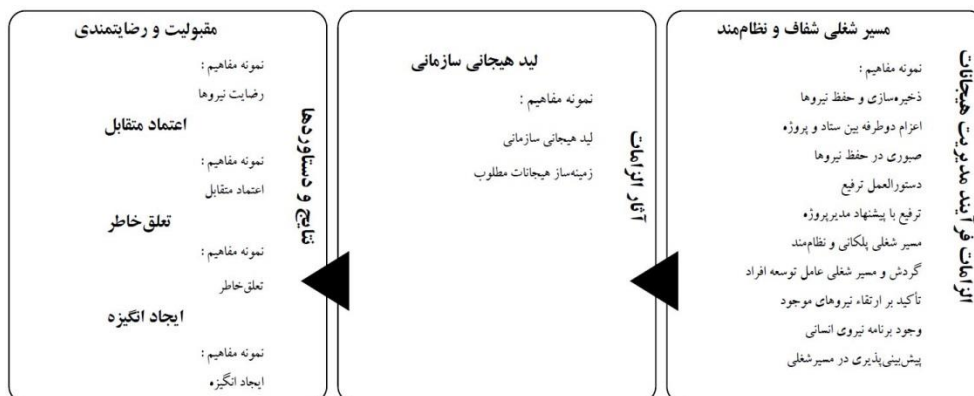 الزامات فرآیند مدیریت هیجانات
مسیر شغلی شفاف و نظام‌مند
نمونه مفاهیم :
ذخیره‌سازی و حفظ نیروها
اعزام دوطرفه بین ستاد و پروژه
صبوری در حفظ نیروها
دستورالعمل ترفیع
ترفیع با پیشنهاد مدیرپروژه
مسیر شغلی پلکانی و نظام‌مند
گردش و مسیر شغلی عامل توسعه افراد
تأکید بر ارتقاء نیروهای موجود
وجود برنامه نیروی انسانی
پیش‌بینی‌پذیری در مسیرشغلی
آثار الزامات
لید هیجانی سازمانی
نمونه مفاهیم :
لید هیجانی سازمانی
زمینه‌ساز هیجانات مطلوب
نتایج و دستاوردها
مقبولیت و رضایتمندی
نمونه مفاهیم :
رضایت نیروها
اعتماد متقابل
نمونه مفاهیم :
اعتماد متقابل
تعلق‌خاطر
نمونه مفاهیم :
تعلق‌خاطر
ایجاد انگیزه
نمونه مفاهیم :
ایجاد انگیزه